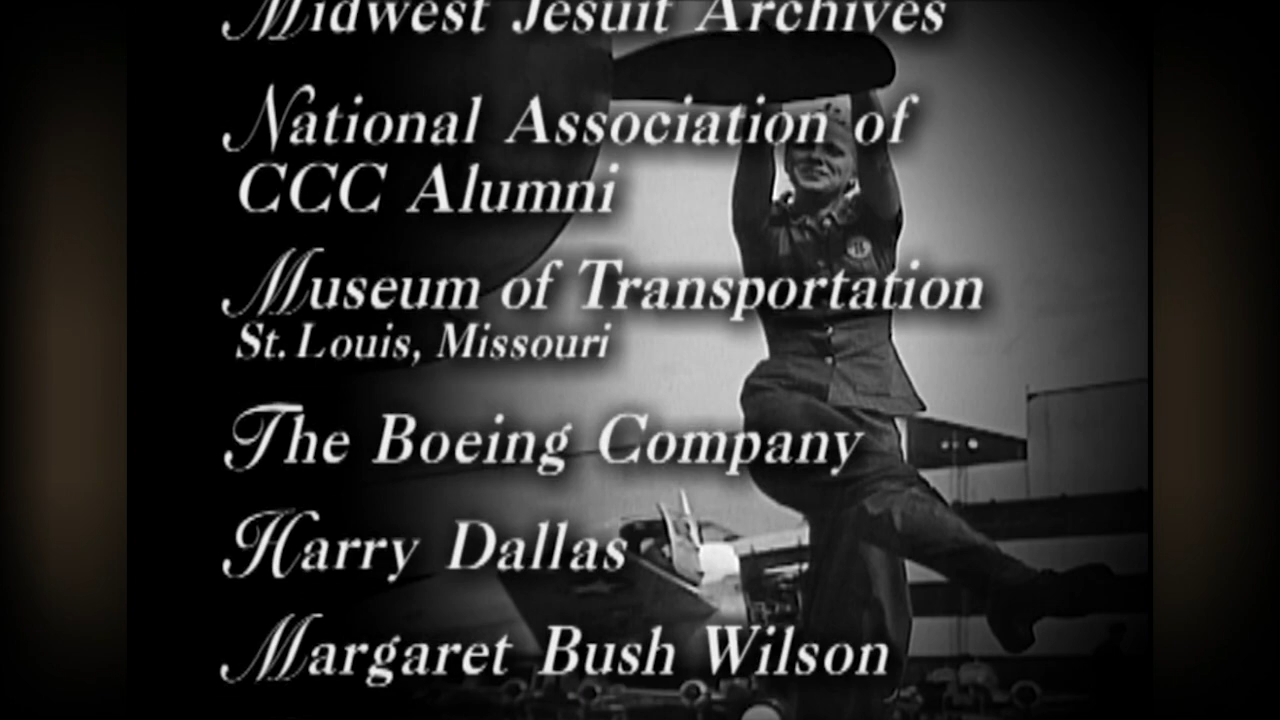 Midwest Jesuit Archives
National Association of
CCC Alumni
Museum of Transportation
St. Louis, Missouri
The Boeing Company
Harry Dallas
Margaret Bush Wilson